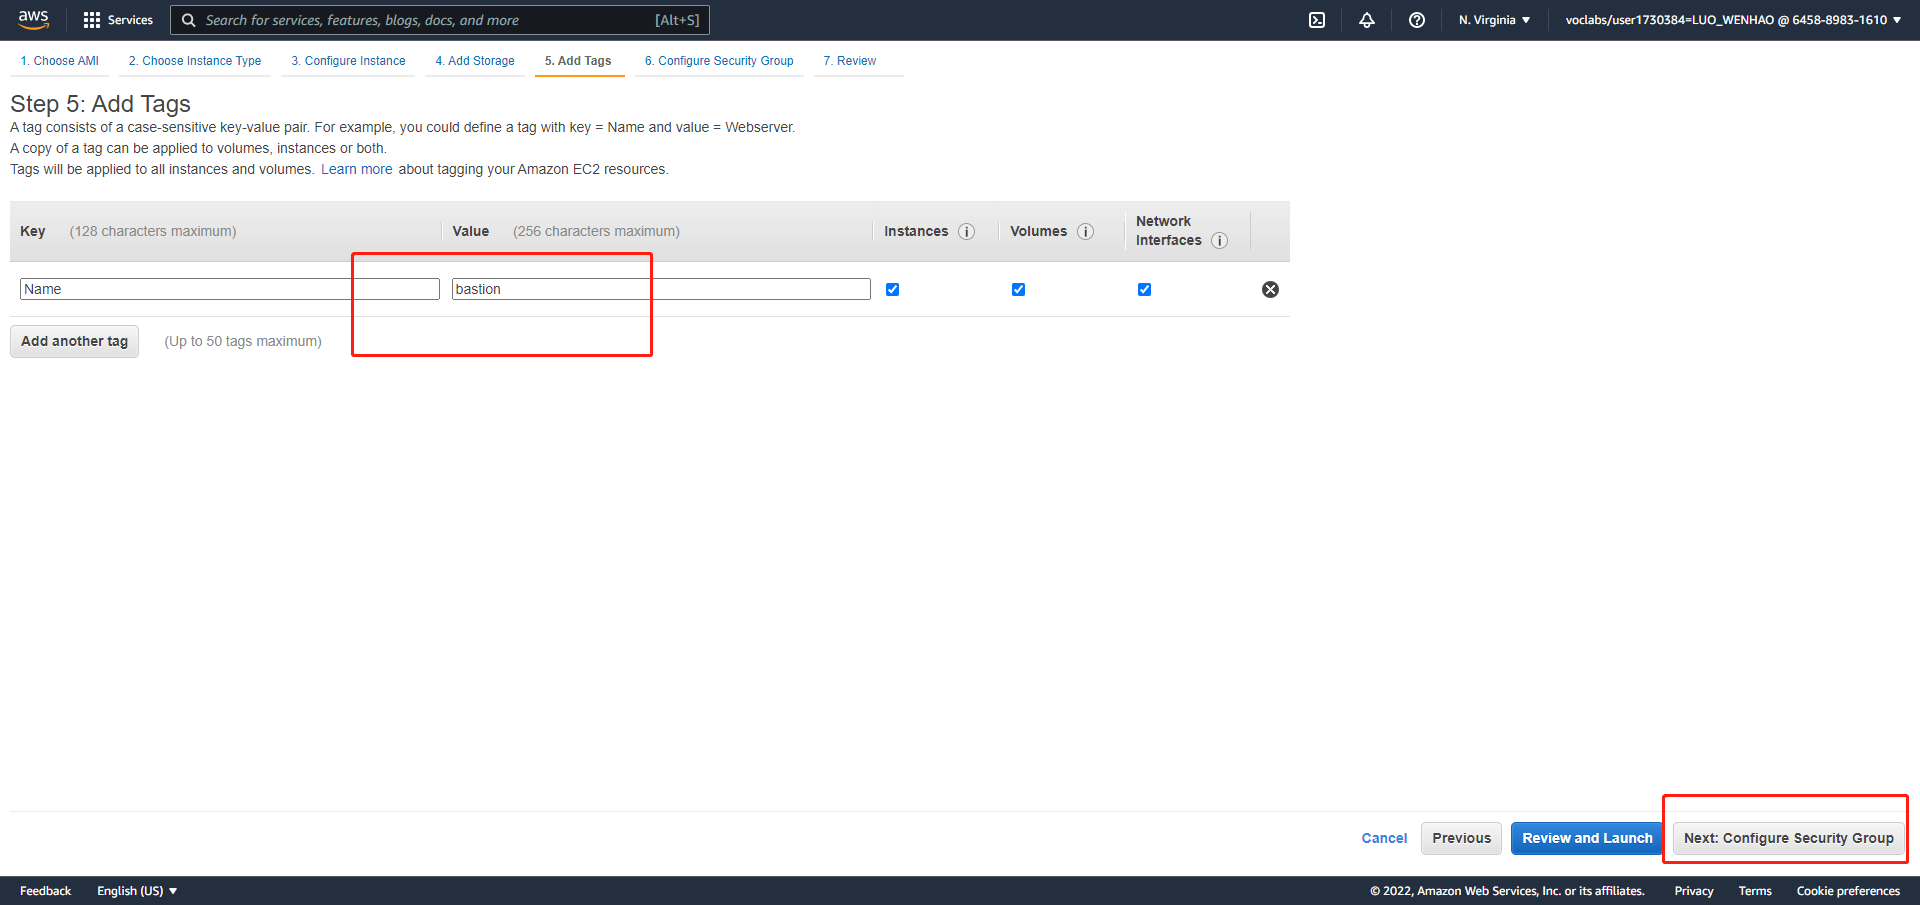 aws Services Search for services, features, blogs, docs, and more [Alt+S] N. Virginia ▼ voclabs/user1730384=LUO_WENHAO @ 6458-8983-1610 ▼
1. Choose AMI 2. Choose Instance Type 3. Configure Instance 4. Add Storage 5. Add Tags 6. Configure Security Group 7. Review
Step 5: Add Tags
A tag consists of a case-sensitive key-value pair. For example, you could define a tag with key = Name and value = Webserver.
A copy of a tag can be applied to volumes, instances or both.
Tags will be applied to all instances and volumes. Learn more about tagging your Amazon EC2 resources.
Key (128 characters maximum) Value (256 characters maximum) Instances Volumes Network Interfaces
Name bastion
Add another tag (Up to 50 tags maximum)
Cancel Previous Review and Launch Next: Configure Security Group
Feedback English (US) ▼ © 2022, Amazon Web Services, Inc. or its affiliates. Privacy Terms Cookie preferences